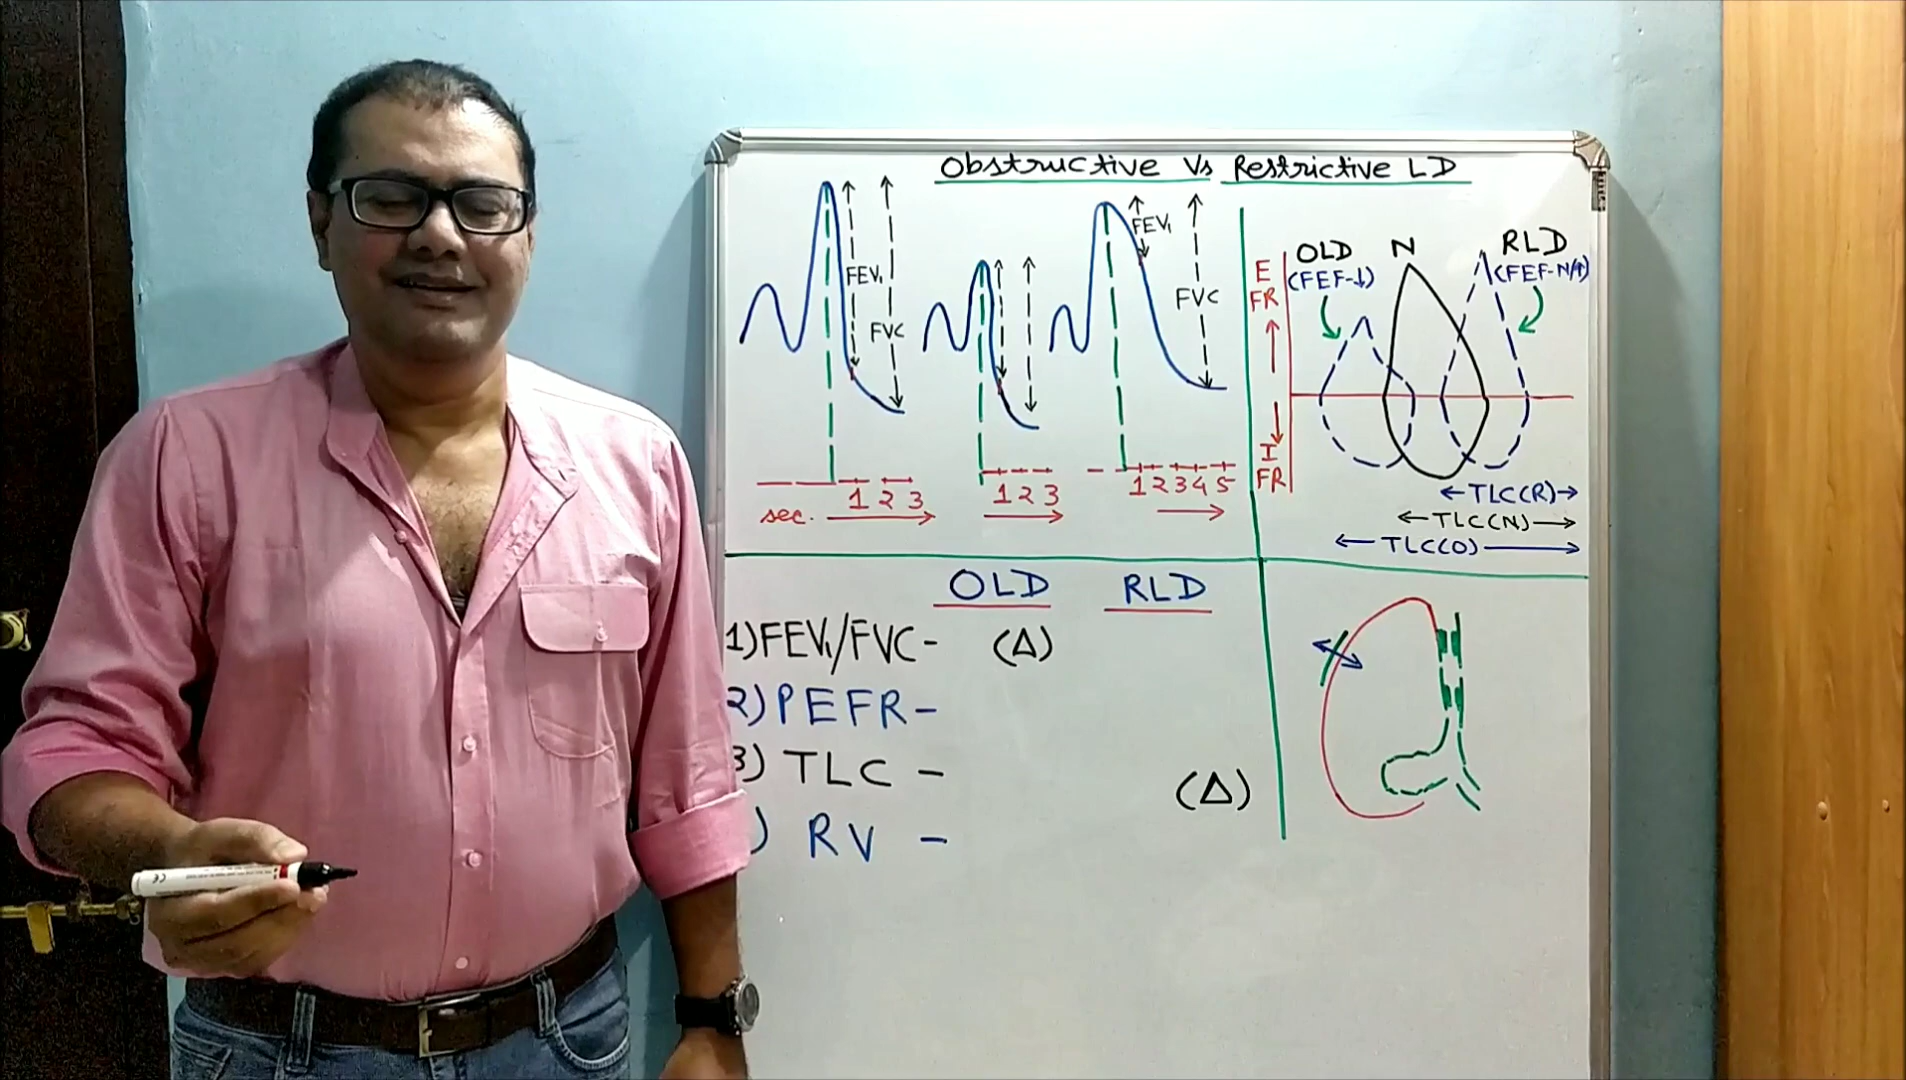 Obstructive Vs Restrictive LD
FEV₁
FVC
FEV₁
FVC
1 2 3
sec.
1 2 3
1 2 3 4 5
E
FR
I
FR
OLD
(FEF-↓)
N
RLD
(FEF-N/↑)
TLC(R)
TLC(N)
TLC(O)
OLD RLD
1) FEV₁/FVC- (Δ)
2) PEFR-
3) TLC - (Δ)
) RV -
CE